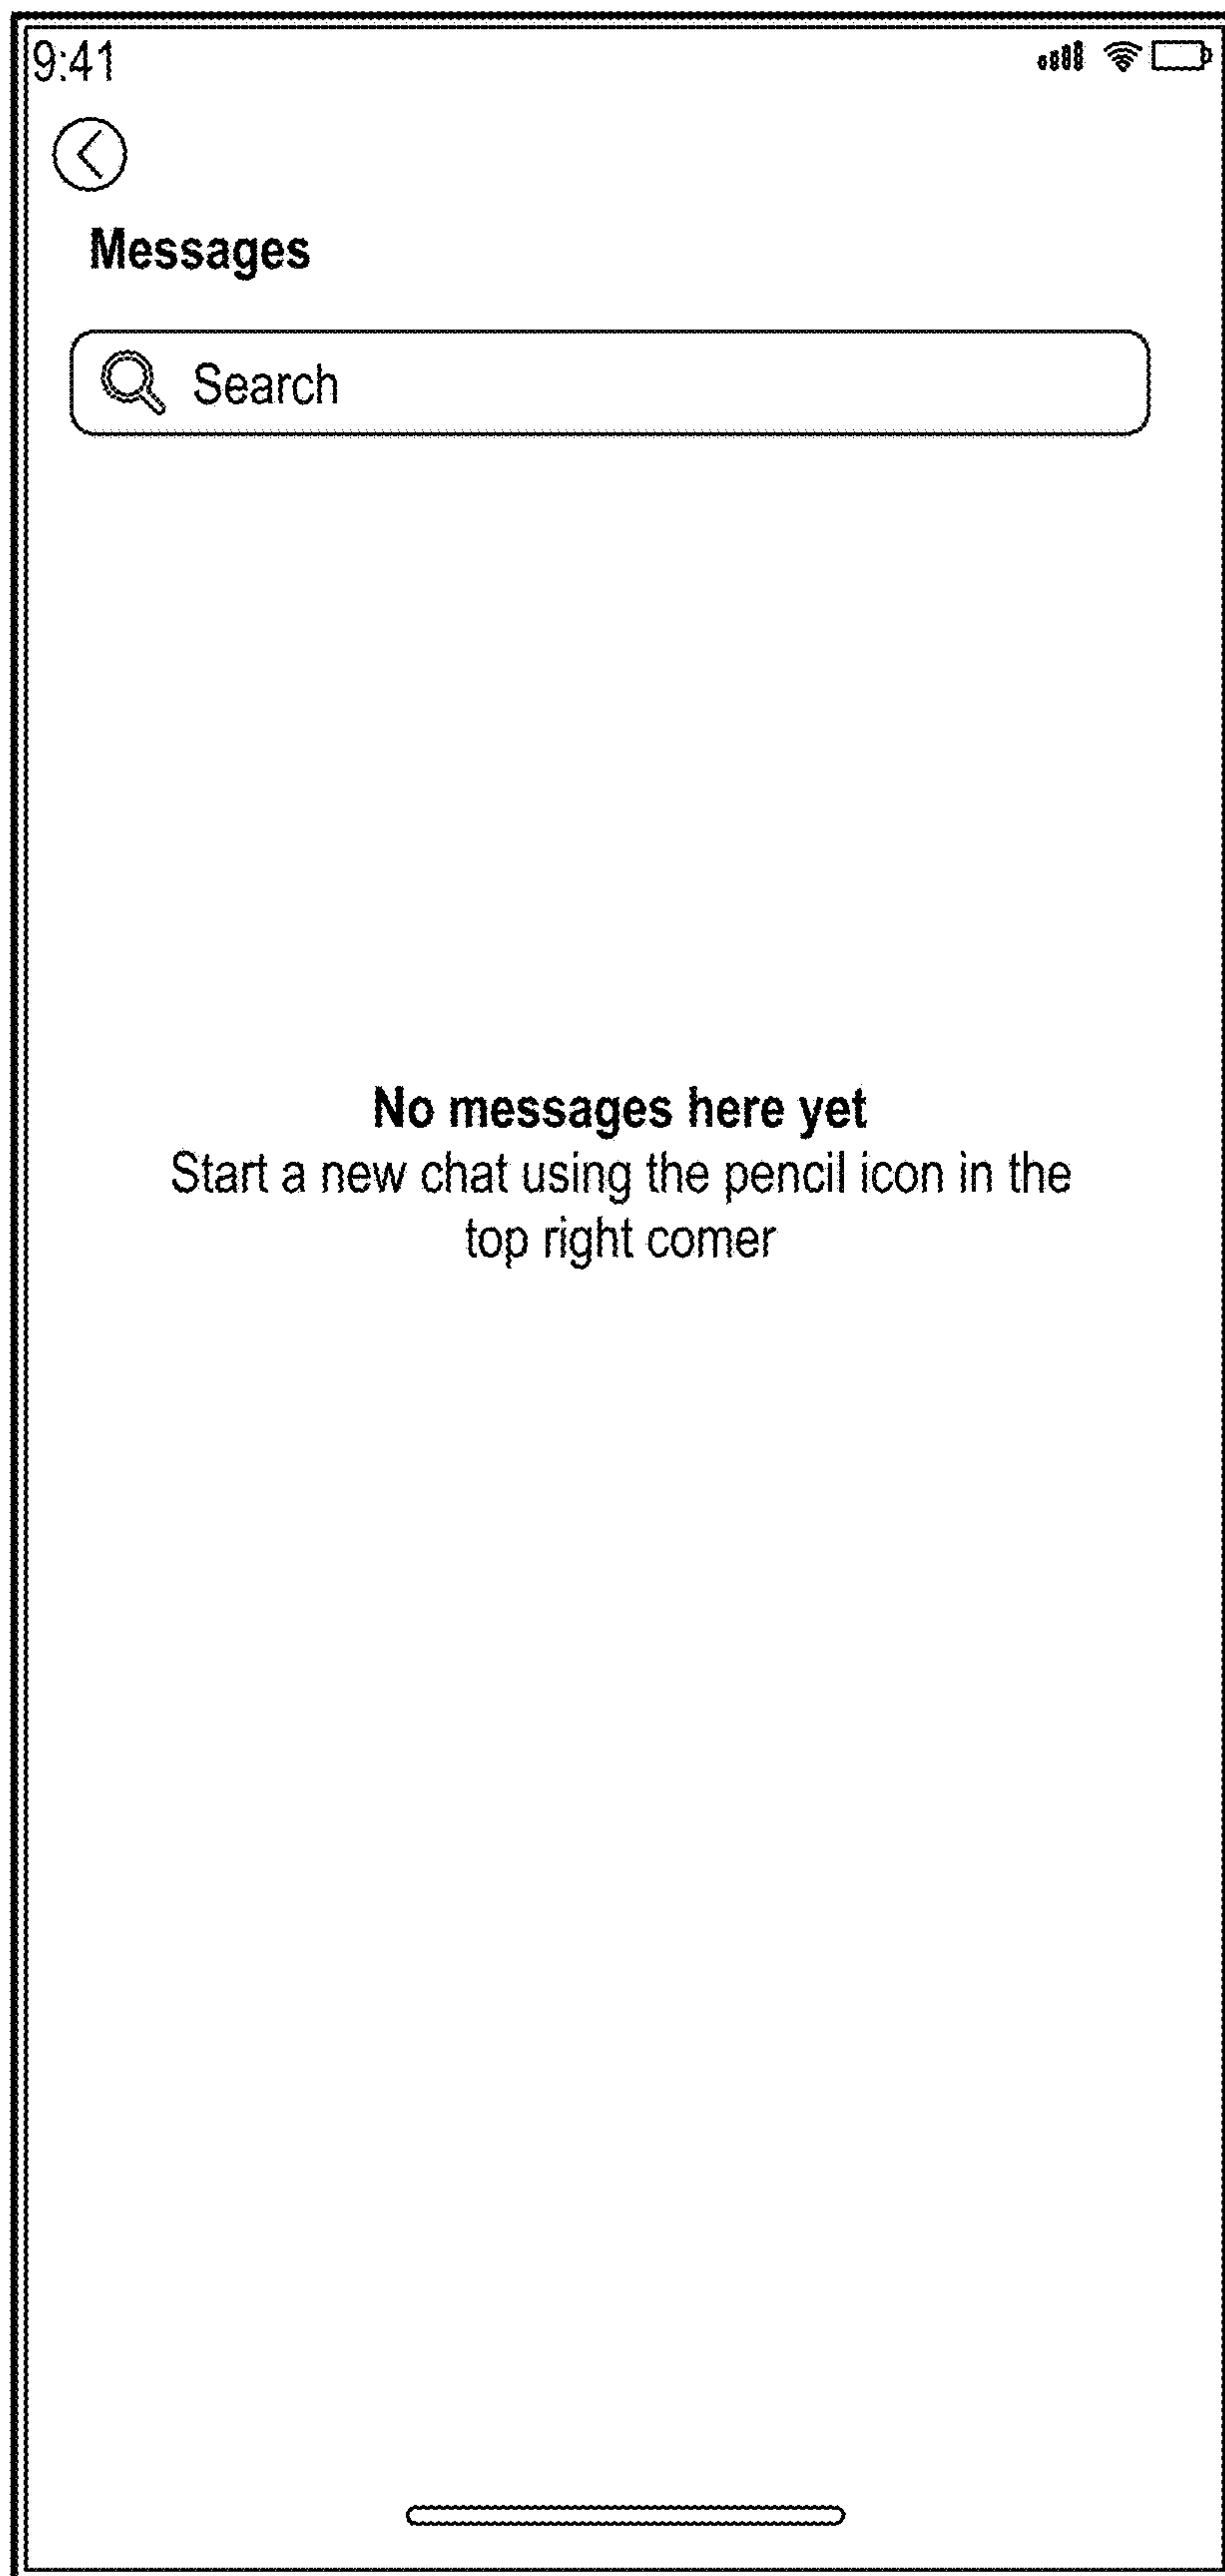 9:41
Messages
Search
No messages here yet
Start a new chat using the pencil icon in the
top right comer